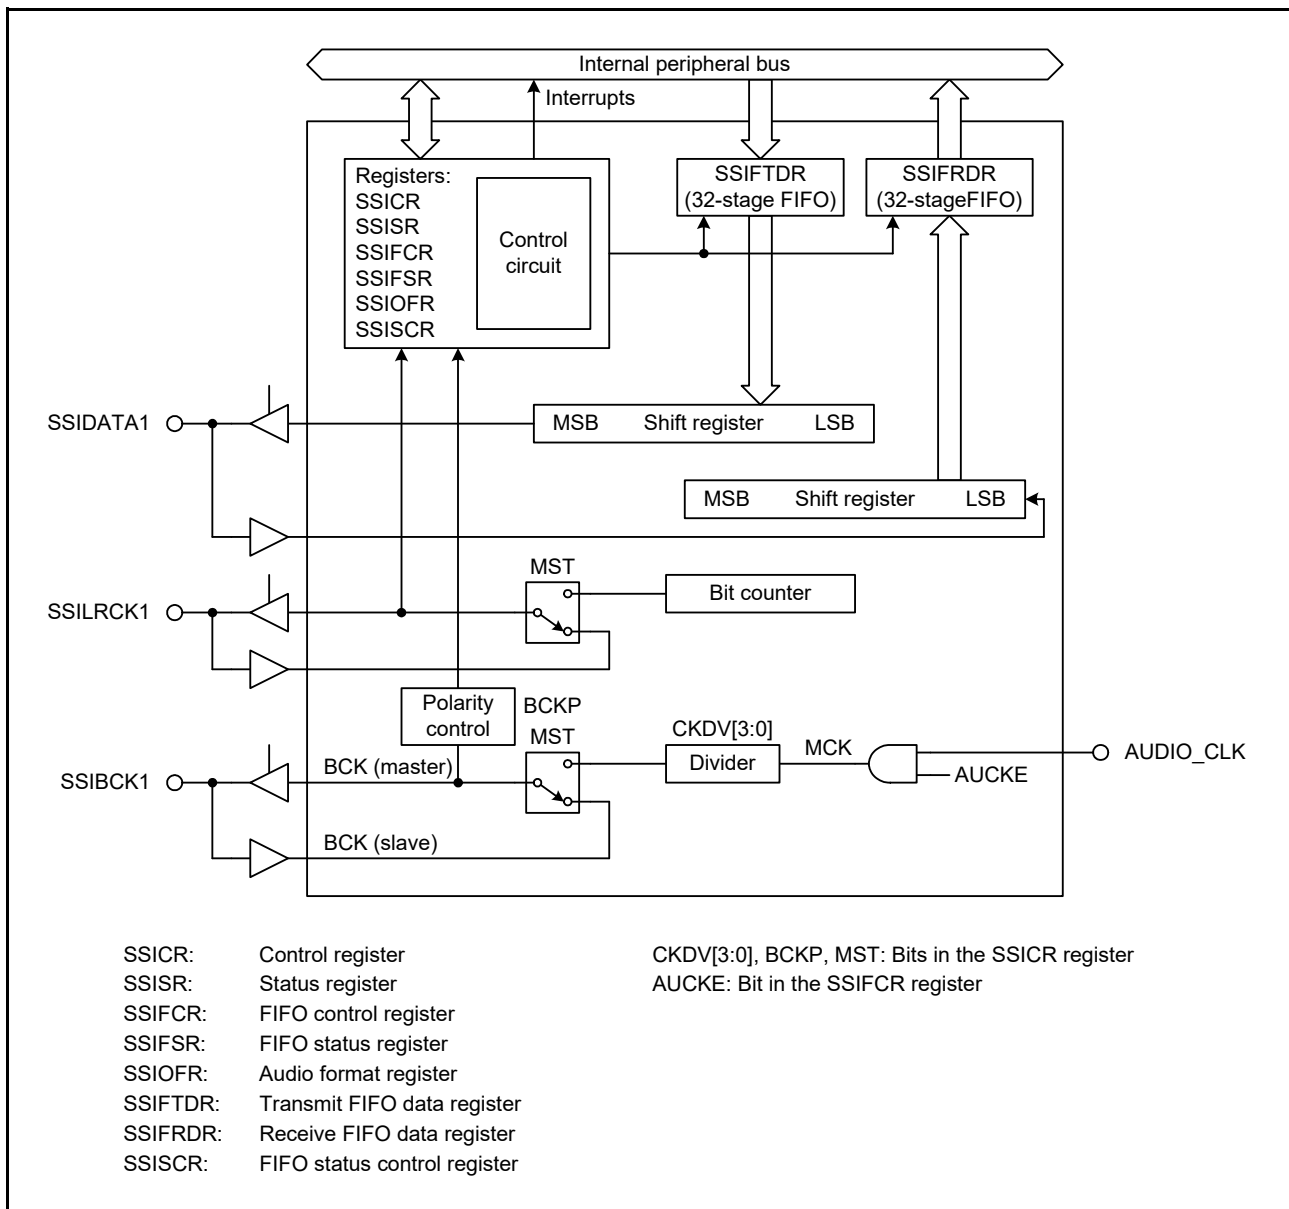 Internal peripheral bus
Interrupts
Registers:
SSICR
SSISR
SSIFCR
SSIFSR
SSIOFR
SSISCR
Control
circuit
SSIFTDR
(32-stage FIFO)
SSIFRDR
(32-stageFIFO)
SSIDATA1
MSB Shift register LSB
MSB Shift register LSB
MST
SSILRCK1
Bit counter
Polarity
control
BCKP
MST
CKDV[3:0]
Divider
MCK
AUCKE
AUDIO_CLK
SSIBCK1
BCK (master)
BCK (slave)
SSICR: Control register
SSISR: Status register
SSIFCR: FIFO control register
SSIFSR: FIFO status register
SSIOFR: Audio format register
SSIFTDR: Transmit FIFO data register
SSIFRDR: Receive FIFO data register
SSISCR: FIFO status control register
CKDV[3:0], BCKP, MST: Bits in the SSICR register
AUCKE: Bit in the SSIFCR register